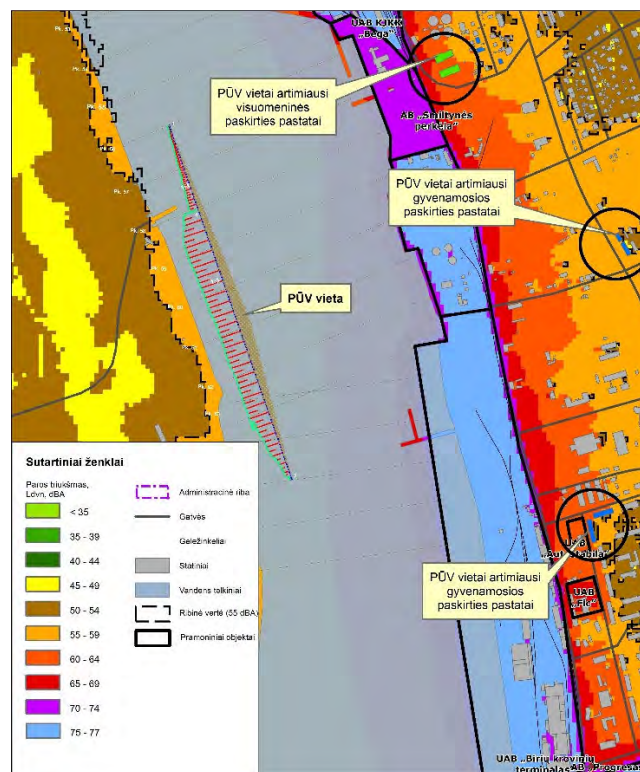 UAB KJKK
„Bega“
PŪV vietai artimiausi
visuomeninės
paskirties pastatai
AB „Smiltynės
perkėla“
PŪV vietai artimiausi
gyvenamosios
paskirties pastatai
PŪV vieta
Sutartiniai ženklai
Paros triukšmas,
Ldvn, dBA
< 35
35 - 39
40 - 44
45 - 49
50 - 54
55 - 59
60 - 64
65 - 69
70 - 74
75 - 77
Administracinė riba
Gatvės
Geležinkeliai
Statiniai
Vandens telkiniai
Ribinė vertė (55 dBA)
Pramoniniai objektai
PŪV vietai artimiausi
gyvenamosios
paskirties pastatai
UAB
UAB „Birių krovinių
terminalas“
AB „Progresas